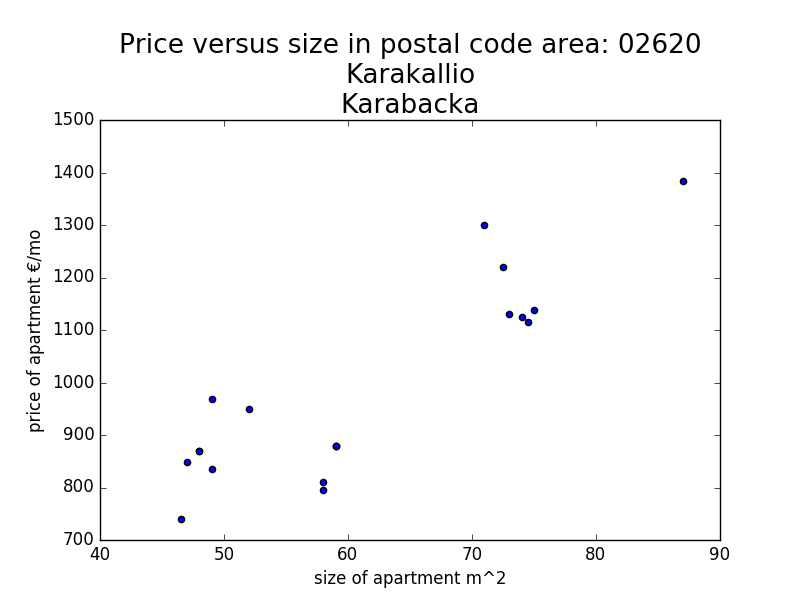 Price versus size in postal code area: 02620
Karakallio
Karabacka
1500
1400
1300
1200
1100
1000
900
800
700
price of apartment €/mo
40 50 60 70 80 90
size of apartment m^2